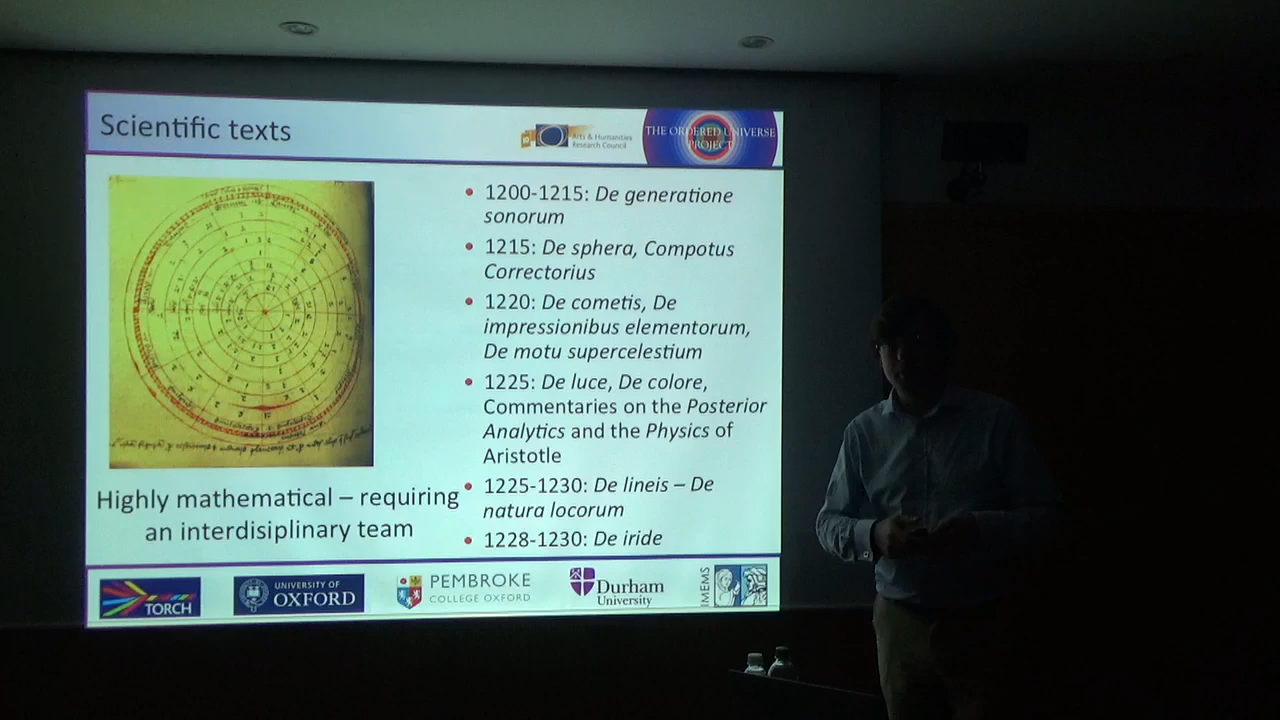 Scientific texts
Arts & Humanities
Research Council
THE ORDERED UNIVERSE
PROJECT
1200-1215: De generatione
sonorum
1215: De sphera, Compotus
Correctorius
1220: De cometis, De
impressionibus elementorum,
De motu supercelestium
1225: De luce, De colore,
Commentaries on the Posterior
Analytics and the Physics of
Aristotle
1225-1230: De lineis – De
natura locorum
1228-1230: De iride
Highly mathematical – requiring
an interdisiplinary team
TORCH
UNIVERSITY OF
OXFORD
PEMBROKE
COLLEGE OXFORD
Durham
University
IMEMS